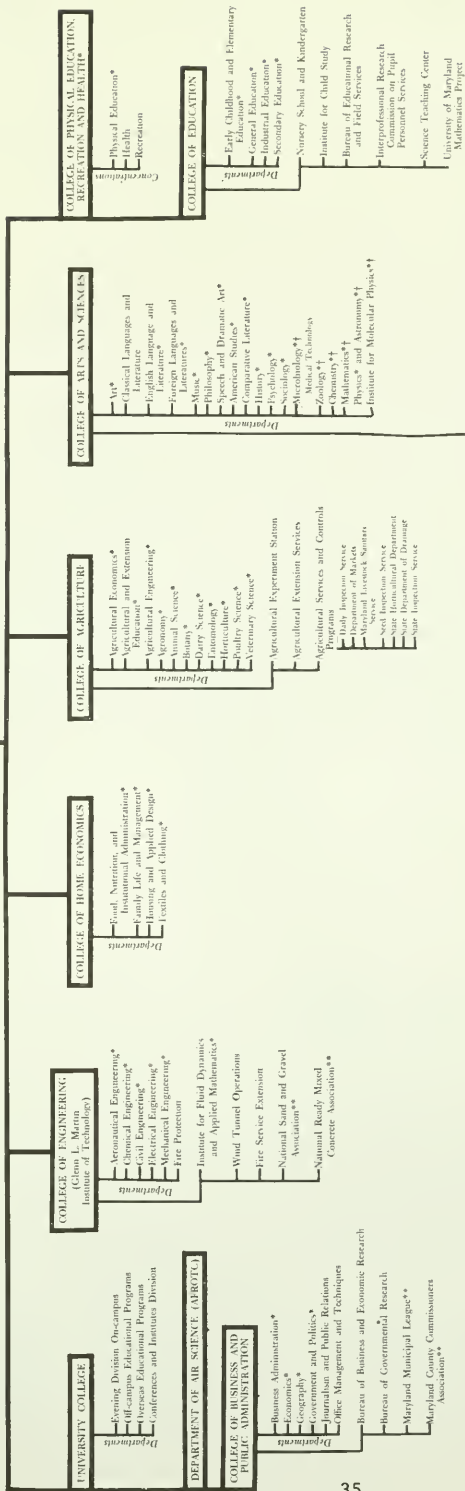 UNIVERSITY COLLEGE
Departments
Evening Division On-campus
Off-campus Educational Programs
Overseas Educational Programs
Conferences and Institutes Division
DEPARTMENT OF AIR SCIENCE (AFROTC)
COLLEGE OF BUSINESS AND
PUBLIC ADMINISTRATION
Departments
Business Administration*
Economics*
Geography*
Government and Politics*
Journalism and Public Relations
Office Management and Techniques
Bureau of Business and Economic Research
Bureau of Governmental Research
Maryland Municipal League**
Maryland County Commissioners
Association**
COLLEGE OF ENGINEERING
(Glenn L. Martin
Institute of Technology)
Departments
Aeronautical Engineering*
Chemical Engineering*
Civil Engineering*
Electrical Engineering*
Mechanical Engineering*
Fire Protection
Institute for Fluid Dynamics
and Applied Mathematics*
Wind Tunnel Operations
Fire Service Extension
National Sand and Gravel
Association**
National Ready Mixed
Concrete Association**
COLLEGE OF HOME ECONOMICS
Departments
Food, Nutrition, and
Institutional Administration*
Family Life and Management*
Housing and Applied Design*
Textiles and Clothing*
COLLEGE OF AGRICULTURE
Departments
Agricultural Economics*
Agricultural and Extension
Education*
Agricultural Engineering*
Agronomy*
Animal Science*
Botany*
Dairy Science*
Entomology*
Horticulture*
Poultry Science*
Veterinary Science*
Agricultural Experiment Station
Agricultural Extension Services
Agricultural Services and Controls
Programs
Dairy Inspection Service
Department of Markets
Maryland Livestock Sanitary
Service
Seed Inspection Service
State Horticultural Department
State Department of Drainage
State Inspection Service
COLLEGE OF ARTS AND SCIENCES
Departments
Art*
Classical Languages and
Literature
English Language and
Literature*
Foreign Languages and
Literatures*
Music*
Philosophy*
Speech and Dramatic Art*
American Studies*
Comparative Literature*
History*
Psychology*
Sociology*
Microbiology*†
Medical Technology
Zoology*†
Chemistry*†
Mathematics*†
Physics* and Astronomy*†
Institute for Molecular Physics*†
COLLEGE OF PHYSICAL EDUCATION,
RECREATION AND HEALTH*
Concentrations
Physical Education*
Health
Recreation
COLLEGE OF EDUCATION
Departments
Early Childhood and Elementary
Education*
General Education*
Industrial Education*
Secondary Education*
Nursery School and Kindergarten
Institute for Child Study
Bureau of Educational Research
and Field Services
Interprofessional Research
Commission on Pupil
Personnel Services
Science Teaching Center
University of Maryland
Mathematics Project
35